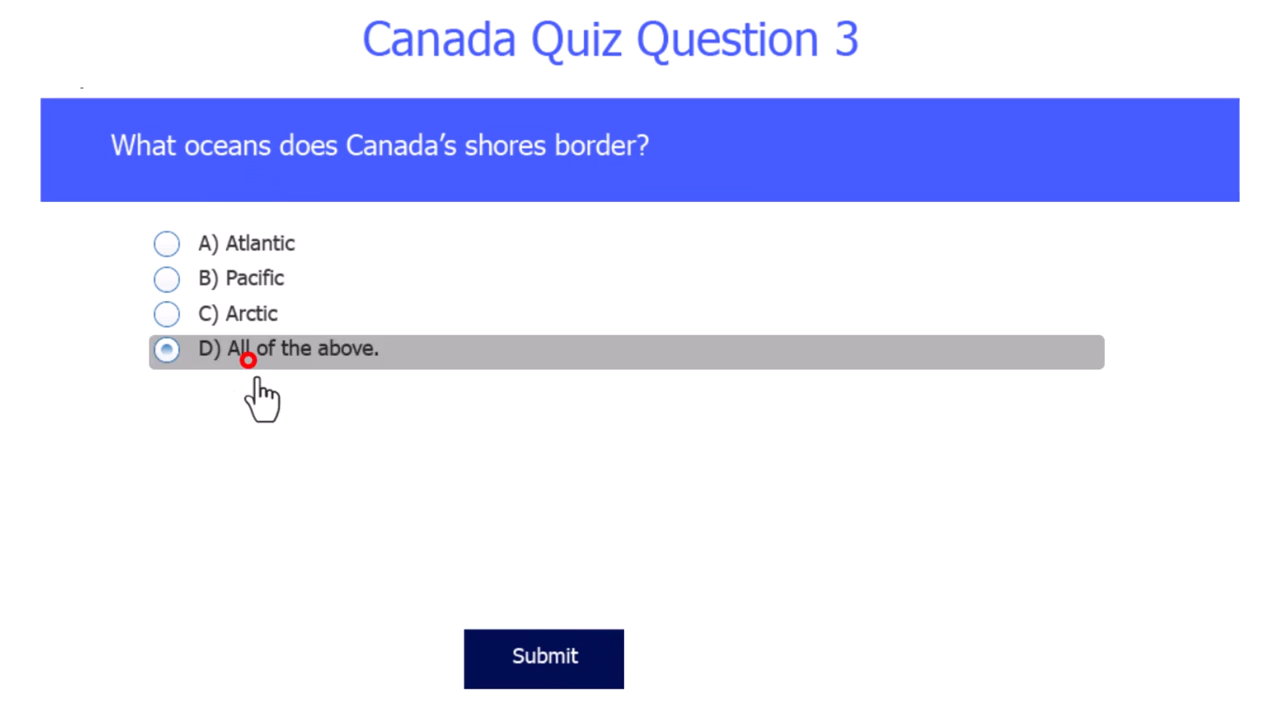 Canada Quiz Question 3
What oceans does Canada’s shores border?
A) Atlantic
B) Pacific
C) Arctic
D) All of the above.
Submit